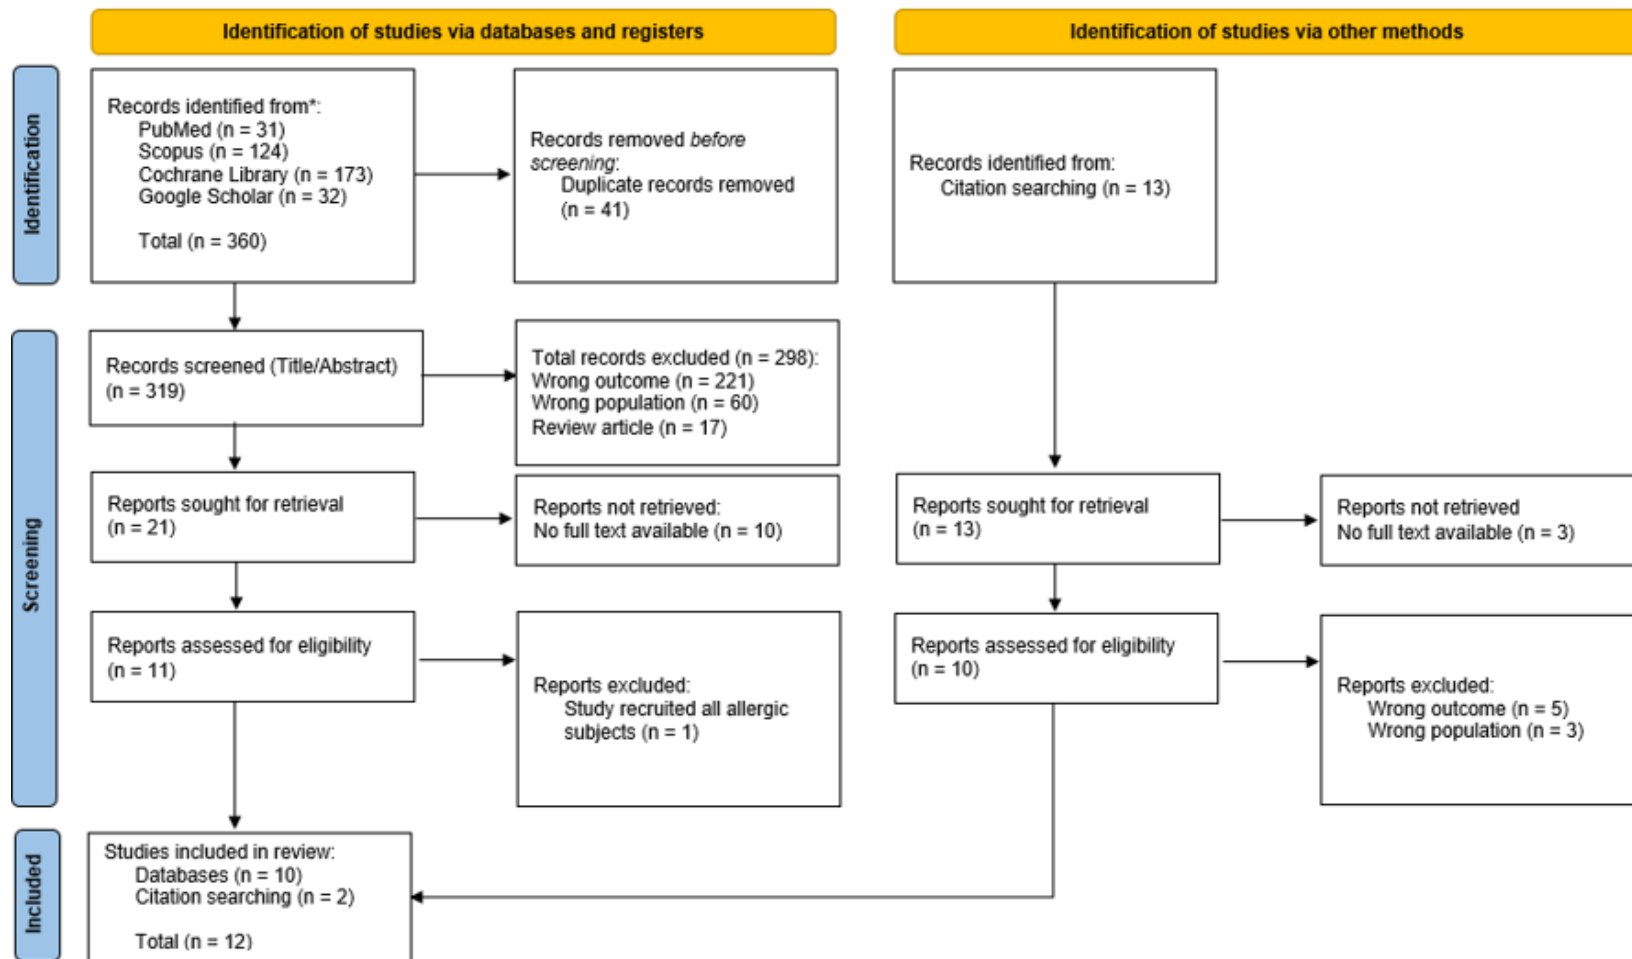 Identification of studies via databases and registers
Identification of studies via other methods
Identification
Records identified from*:
PubMed (n = 31)
Scopus (n = 124)
Cochrane Library (n = 173)
Google Scholar (n = 32)
Total (n = 360)
Records removed before
screening:
Duplicate records removed
(n = 41)
Records identified from:
Citation searching (n = 13)
Screening
Records screened (Title/Abstract)
(n = 319)
Total records excluded (n = 298):
Wrong outcome (n = 221)
Wrong population (n = 60)
Review article (n = 17)
Reports sought for retrieval
(n = 21)
Reports not retrieved:
No full text available (n = 10)
Reports sought for retrieval
(n = 13)
Reports not retrieved
No full text available (n = 3)
Reports assessed for eligibility
(n = 11)
Reports excluded:
Study recruited all allergic
subjects (n = 1)
Reports assessed for eligibility
(n = 10)
Reports excluded:
Wrong outcome (n = 5)
Wrong population (n = 3)
Included
Studies included in review:
Databases (n = 10)
Citation searching (n = 2)
Total (n = 12)